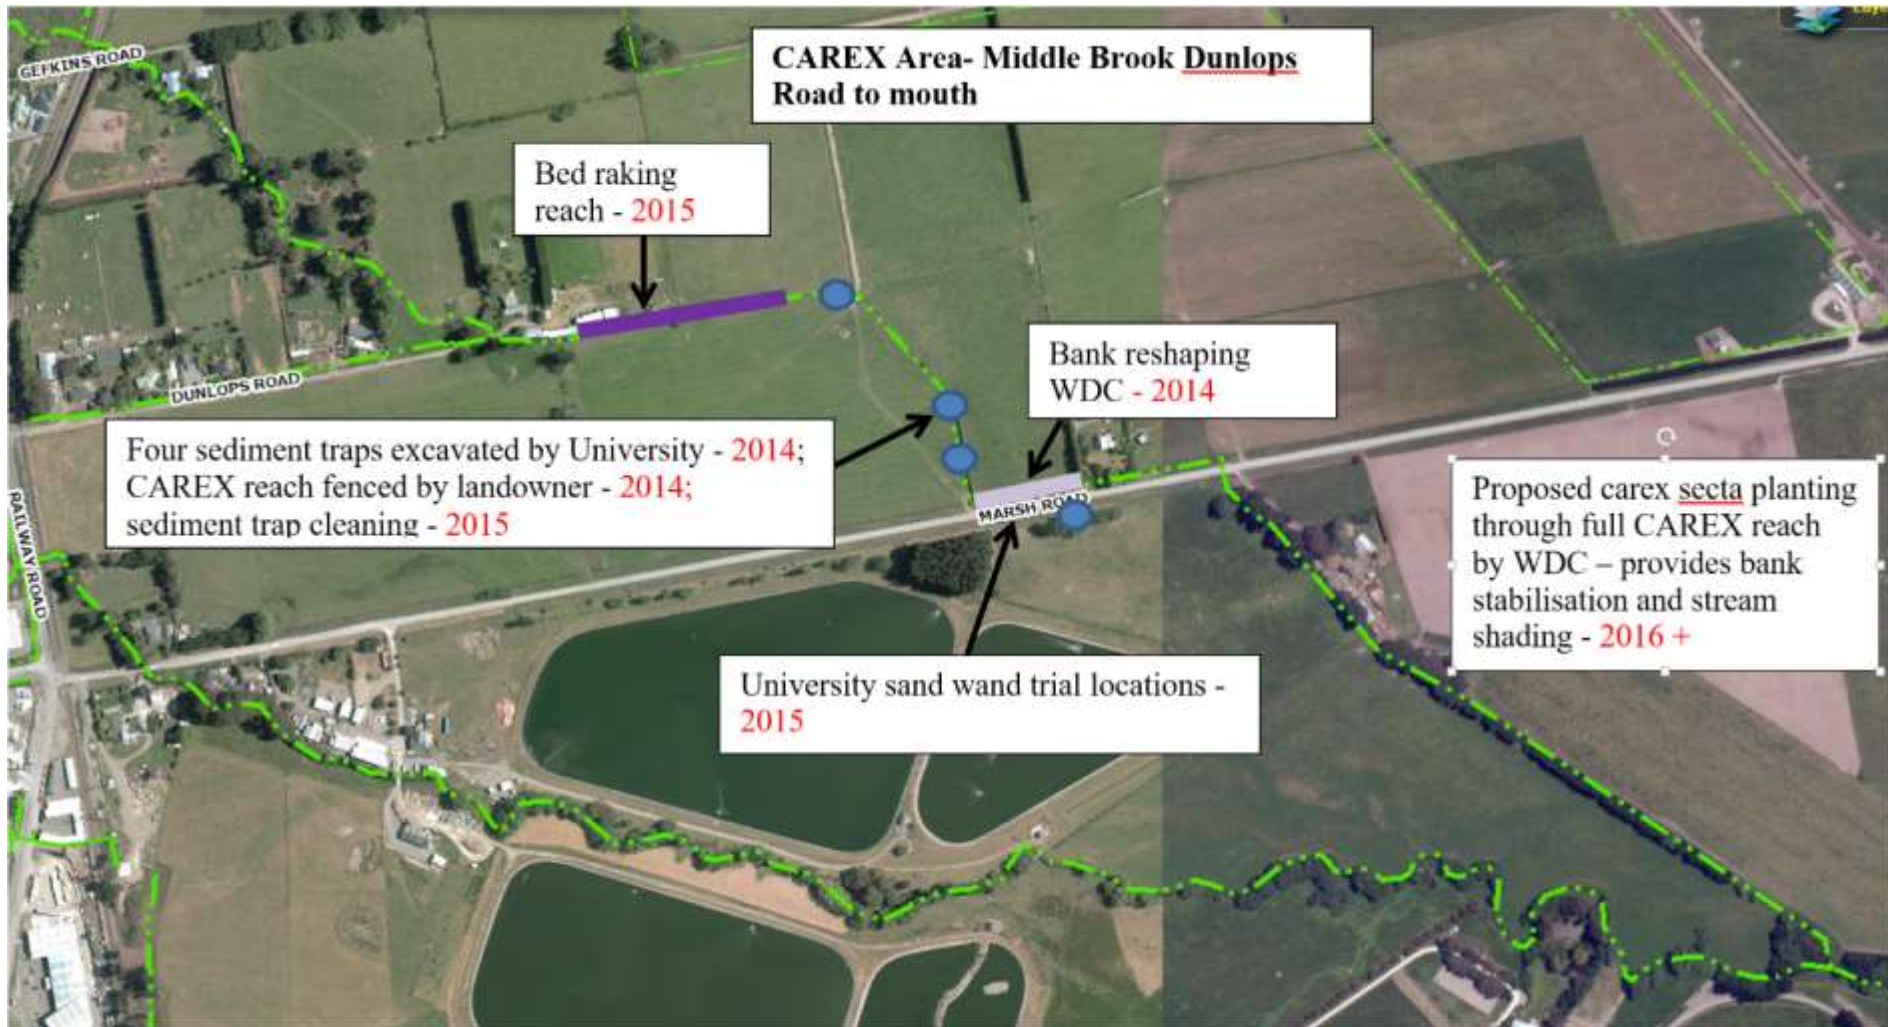 GEFKINS ROAD
CAREX Area- Middle Brook Dunlops
Road to mouth
Bed raking
reach - 2015
Bank reshaping
WDC - 2014
DUNLOPS ROAD
Four sediment traps excavated by University - 2014;
CAREX reach fenced by landowner - 2014;
sediment trap cleaning - 2015
MARSH ROAD
RAILWAY ROAD
Proposed carex secta planting
through full CAREX reach
by WDC – provides bank
stabilisation and stream
shading - 2016 +
University sand wand trial locations -
2015